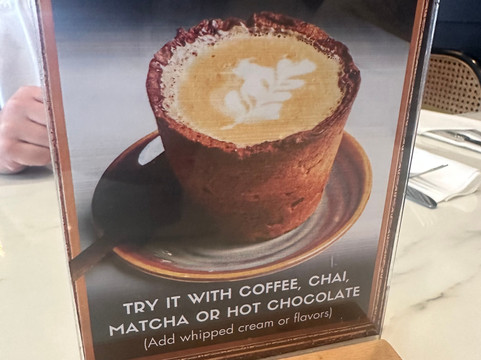 TRY IT WITH COFFEE, CHAI,
MATCHA OR HOT CHOCOLATE
(Add whipped cream or flavors)